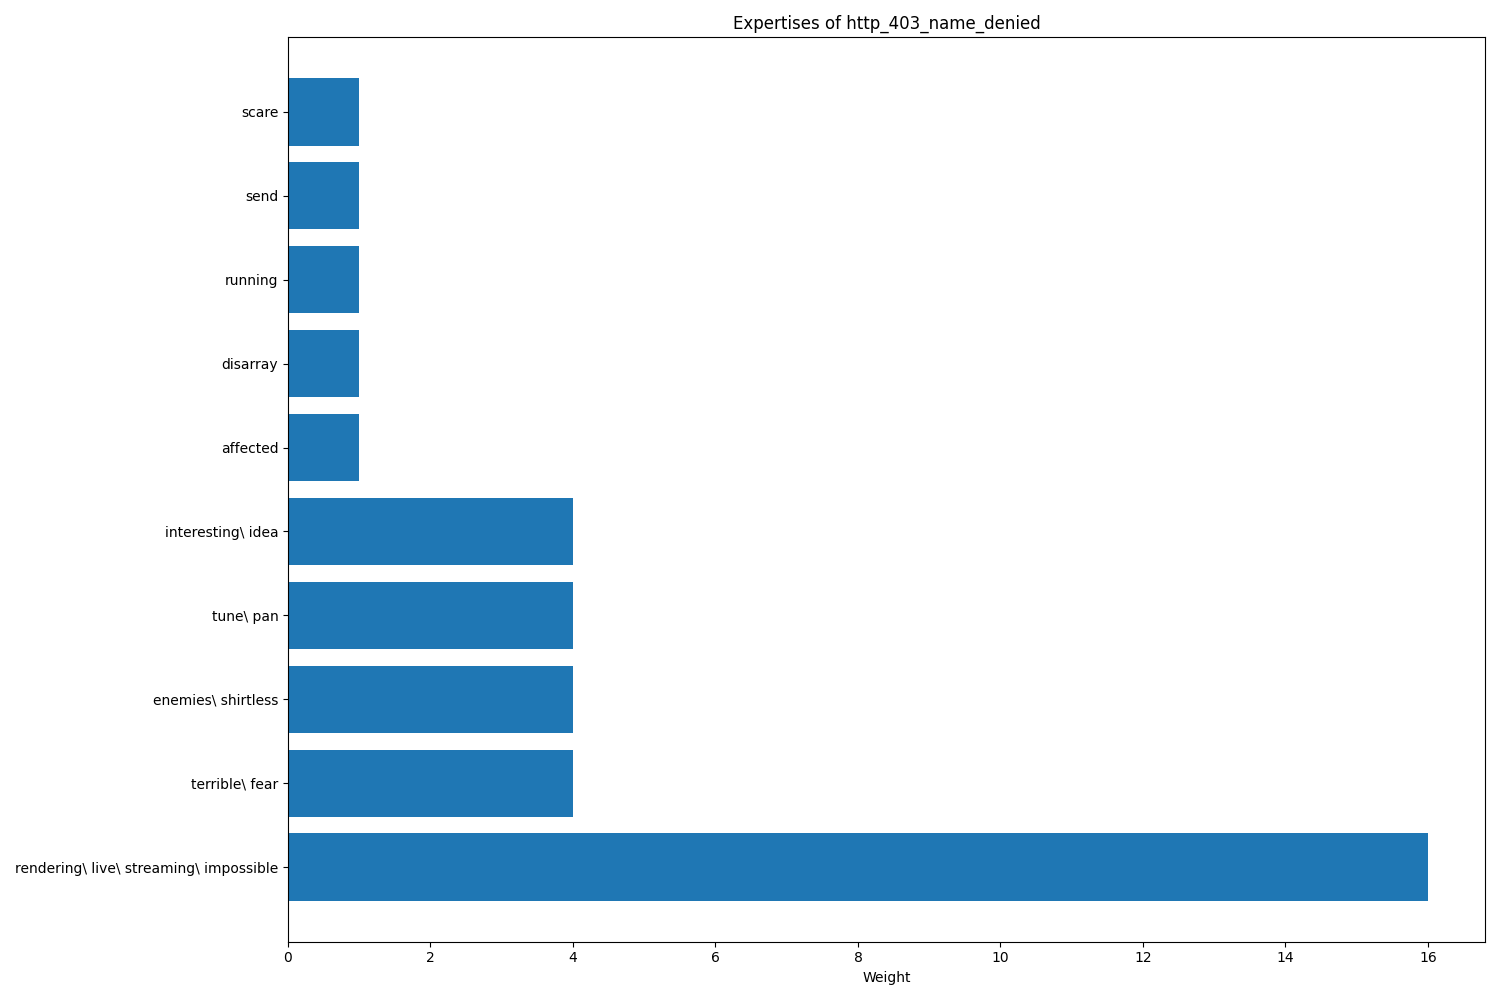 Expertises of http_403_name_denied
scare
send
running
disarray
affected
interesting\ idea
tune\ pan
enemies\ shirtless
terrible\ fear
rendering\ live\ streaming\ impossible
0 2 4 6 8 10 12 14 16
Weight